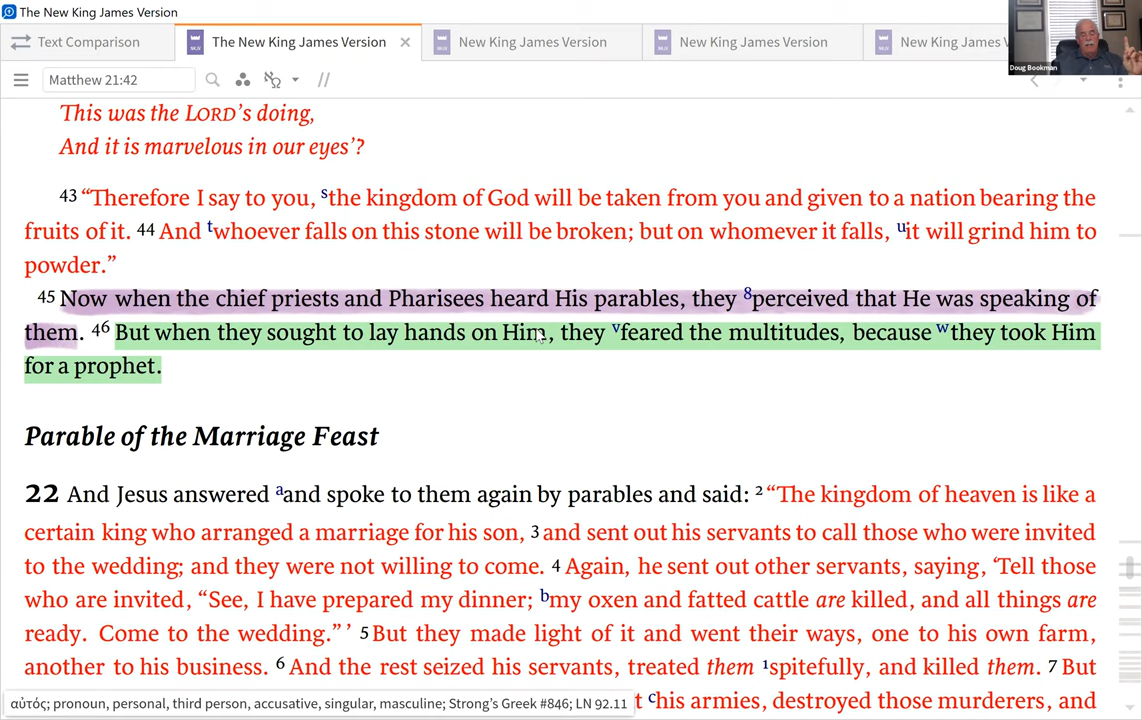 The New King James Version
Text Comparison
The New King James Version
New King James Version
New King James Version
New King James V
Doug Bookman
Matthew 21:42
This was the LORD’s doing,
And it is marvelous in our eyes’?
43 “Therefore I say to you, sthe kingdom of God will be taken from you and given to a nation bearing the
fruits of it. 44 And twhoever falls on this stone will be broken; but on whomever it falls, uit will grind him to
powder.”
45 Now when the chief priests and Pharisees heard His parables, they 8perceived that He was speaking of
them. 46 But when they sought to lay hands on Him, they vfeared the multitudes, because wthey took Him
for a prophet.
Parable of the Marriage Feast
22 And Jesus answered aand spoke to them again by parables and said: 2 “The kingdom of heaven is like a
certain king who arranged a marriage for his son, 3 and sent out his servants to call those who were invited
to the wedding; and they were not willing to come. 4 Again, he sent out other servants, saying, ‘Tell those
who are invited, “See, I have prepared my dinner; bmy oxen and fatted cattle are killed, and all things are
ready. Come to the wedding.” ’ 5 But they made light of it and went their ways, one to his own farm,
another to his business. 6 And the rest seized his servants, treated them 1spitefully, and killed them. 7 But
αὐτός; pronoun, personal, third person, accusative, singular, masculine; Strong’s Greek #846; LN 92.11
t chis armies, destroyed those murderers, and